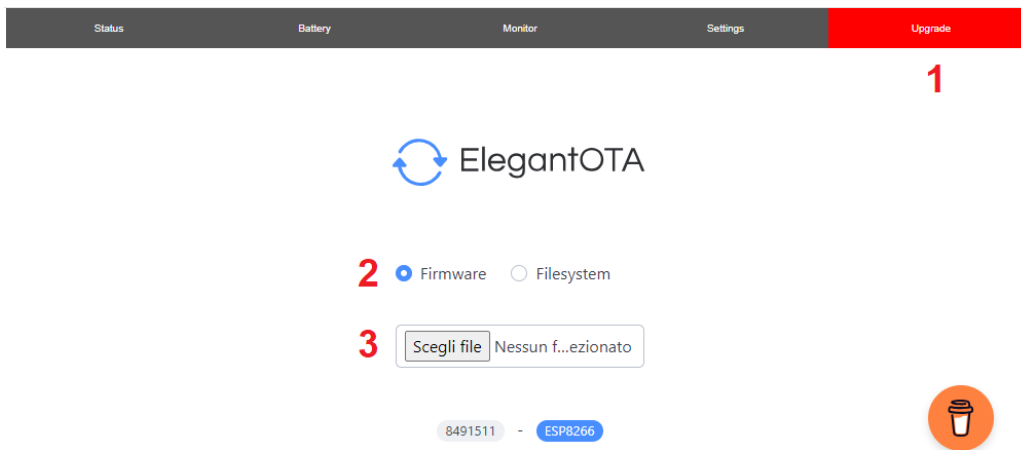 Status Battery Monitor Settings Upgrade
1
ElegantOTA
2 Firmware Filesystem
3 Scegli file Nessun f...ezionato
8491511 - ESP8266